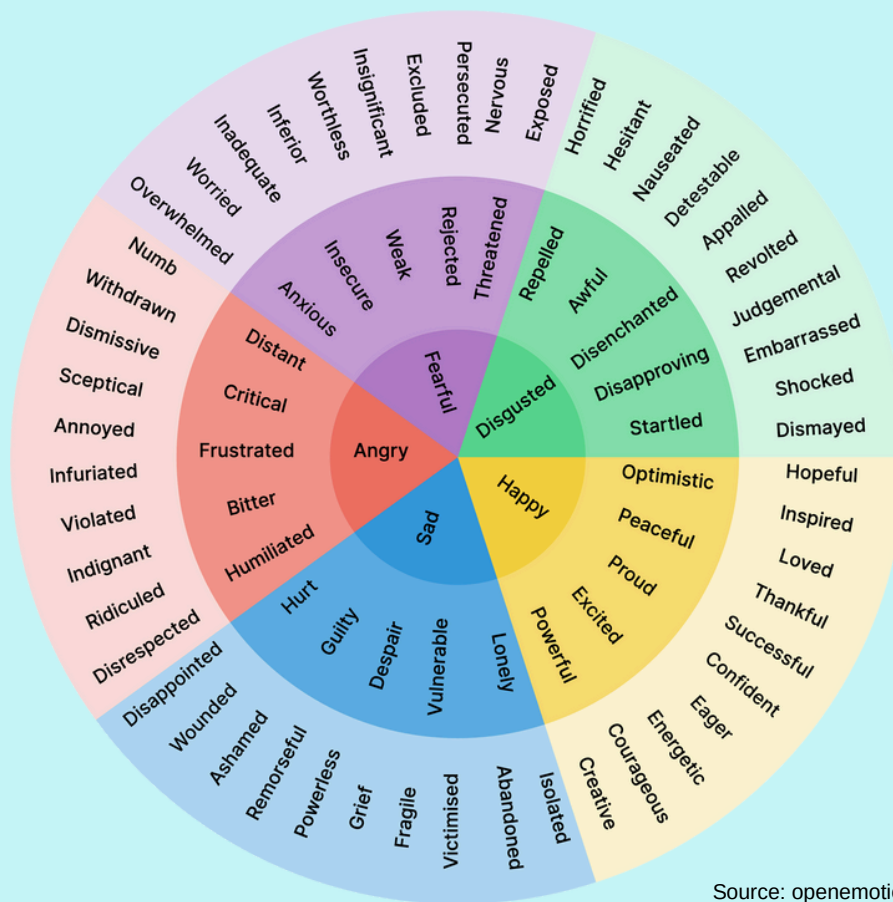 Fearful
Anxious
Insecure
Weak
Rejected
Threatened
Overwhelmed
Worried
Inadequate
Inferior
Worthless
Insignificant
Excluded
Persecuted
Nervous
Exposed
Disgusted
Repelled
Awful
Disenchanted
Disapproving
Startled
Horrified
Hesitant
Nauseated
Detestable
Appalled
Revolted
Judgemental
Embarrassed
Shocked
Dismayed
Happy
Optimistic
Peaceful
Proud
Excited
Powerful
Hopeful
Inspired
Loved
Thankful
Successful
Confident
Eager
Energetic
Courageous
Creative
Sad
Lonely
Vulnerable
Despair
Guilty
Hurt
Isolated
Abandoned
Victimised
Fragile
Grief
Powerless
Remorseful
Ashamed
Wounded
Disappointed
Angry
Humiliated
Bitter
Frustrated
Critical
Distant
Disrespected
Ridiculed
Indignant
Violated
Infuriated
Annoyed
Sceptical
Dismissive
Withdrawn
Numb
Source: openemotio